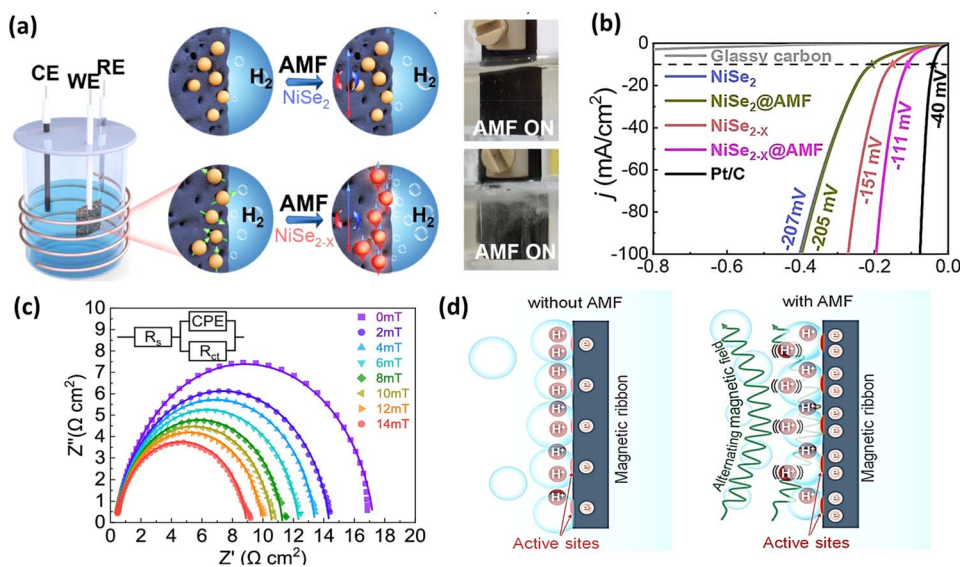 (a)
CE
WE
RE
H2
AMF
NiSe2
H2
AMF ON
H2
AMF
NiSe2-X
H2
AMF ON
(b)
0
-20
-40
-60
-80
-100
j (mA/cm2)
Glassy carbon
NiSe2
NiSe2@AMF
NiSe2-X
NiSe2-X@AMF
Pt/C
-207mV
-205 mV
-151 mV
-111 mV
-40 mV
-0.8 -0.6 -0.4 -0.2 0.0
(c)
10
9
8
7
6
5
4
3
2
1
0
Z"(Ω cm2)
Rs
CPE
Rct
0mT
2mT
4mT
6mT
8mT
10mT
12mT
14mT
0 2 4 6 8 10 12 14 16 18 20
Z' (Ω cm2)
(d)
without AMF
H+
H+
H+
H+
H+
H+
H+
H+
H+
e
e
e
e
Magnetic ribbon
Active sites
with AMF
Alternating magnetic field
H+
H+
H+
H+
H+
H+
H+
H+
H+
e
e
e
e
e
e
e
e
Magnetic ribbon
Active sites